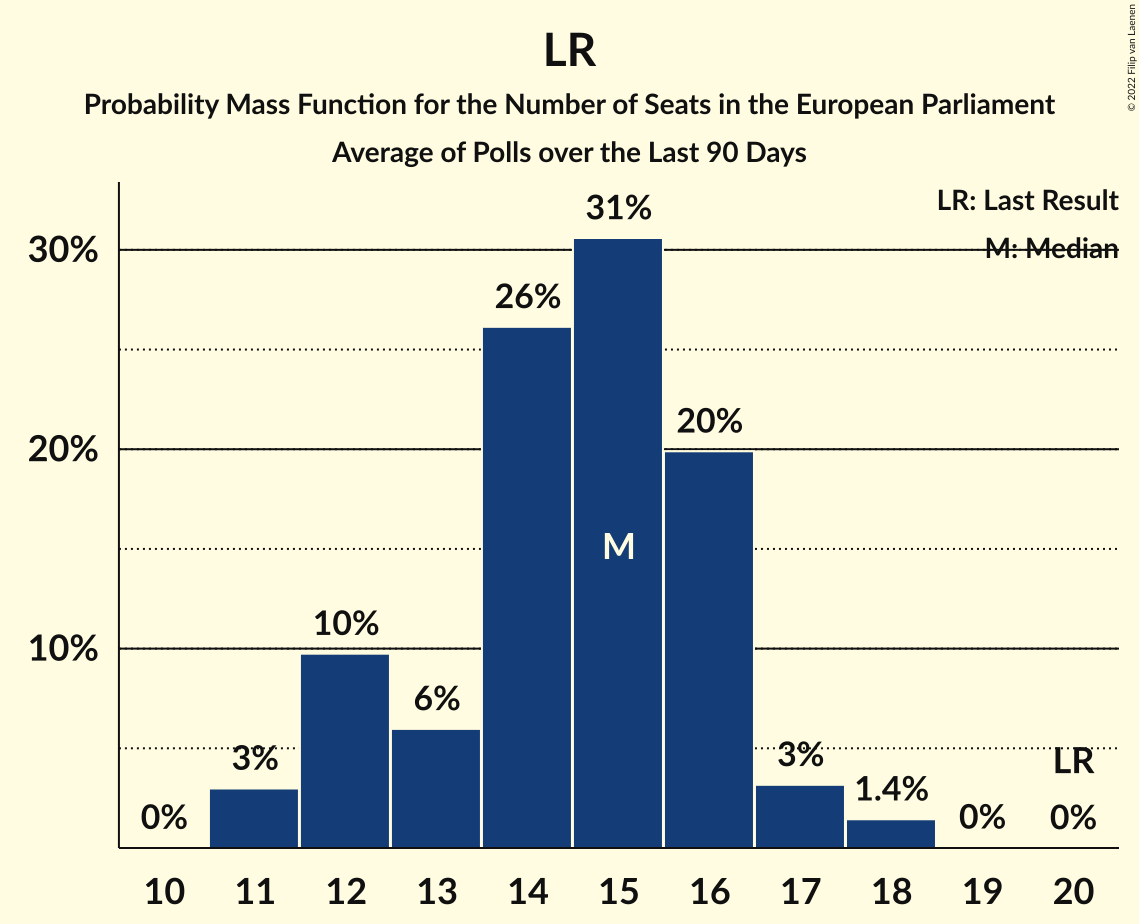 LR
Probability Mass Function for the Number of Seats in the European Parliament
Average of Polls over the Last 90 Days
© 2022 Filip van Laenen
LR: Last Result
M: Median
30%
20%
10%
0%
3%
10%
6%
26%
31%
20%
3%
1.4%
0%
0%
M
LR
10 11 12 13 14 15 16 17 18 19 20